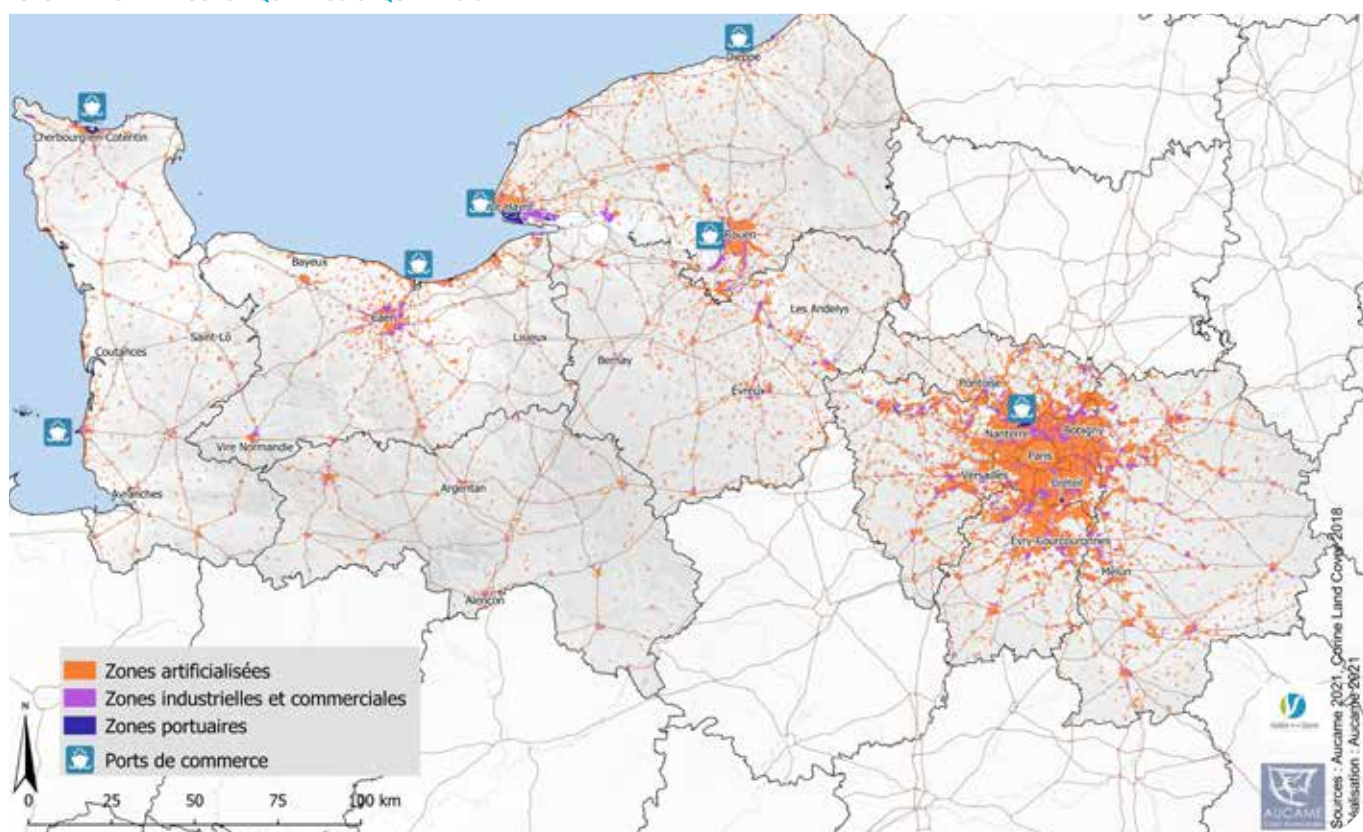 Dieppe
Cherbourg-en-Cotentin
Le Havre
Rouen
Bayeux
Caen
Les Andelys
Saint-Lô
Lisieux
Coutances
Bernay
Pontoise
Évreux
Nanterre
Bobigny
Vire Normandie
Paris
Versailles
Créteil
Avranches
Argentan
Évry-Courcouronnes
Melun
Alençon
Zones artificialisées
Zones industrielles et commerciales
Zones portuaires
Ports de commerce
N
0 25 50 75 100 km
AUCAME
Sources : Aucame 2021, Corine Land Cover 2018
Réalisation : Aucame 2021